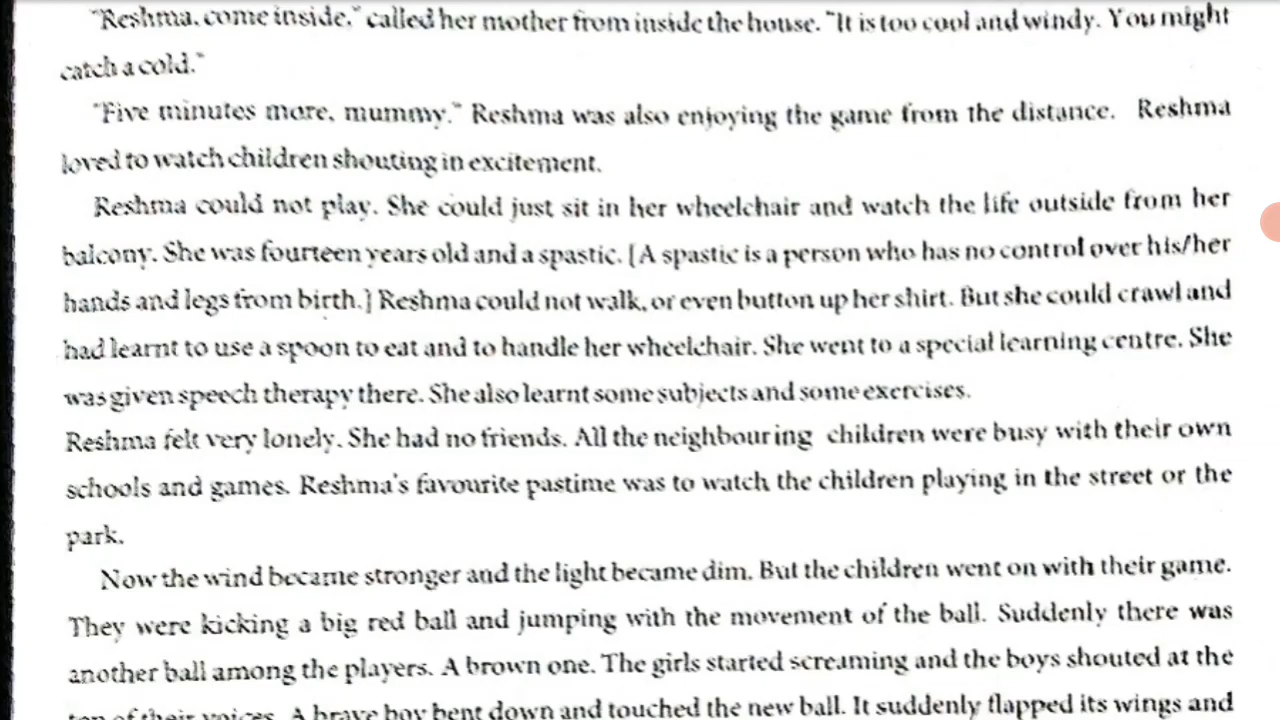 "Reshma, come inside," called her mother from inside the house. "It is too cool and windy. You might
catch a cold."
"Five minutes more, mummy." Reshma was also enjoying the game from the distance. Reshma
loved to watch children shouting in excitement.
Reshma could not play. She could just sit in her wheelchair and watch the life outside from her
balcony. She was fourteen years old and a spastic. [A spastic is a person who has no control over his/her
hands and legs from birth.] Reshma could not walk, or even button up her shirt. But she could crawl and
had learnt to use a spoon to eat and to handle her wheelchair. She went to a special learning centre. She
was given speech therapy there. She also learnt some subjects and some exercises.
Reshma felt very lonely. She had no friends. All the neighbouring children were busy with their own
schools and games. Reshma's favourite pastime was to watch the children playing in the street or the
park.
Now the wind became stronger and the light became dim. But the children went on with their game.
They were kicking a big red ball and jumping with the movement of the ball. Suddenly there was
another ball among the players. A brown one. The girls started screaming and the boys shouted at the
top of their voices. A brave boy bent down and touched the new ball. It suddenly flapped its wings and